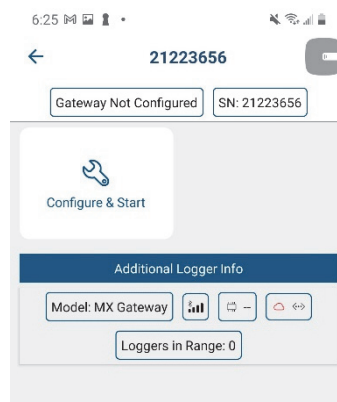 6:25
21223656
Gateway Not Configured SN: 21223656
Configure & Start
Additional Logger Info
Model: MX Gateway –
Loggers in Range: 0